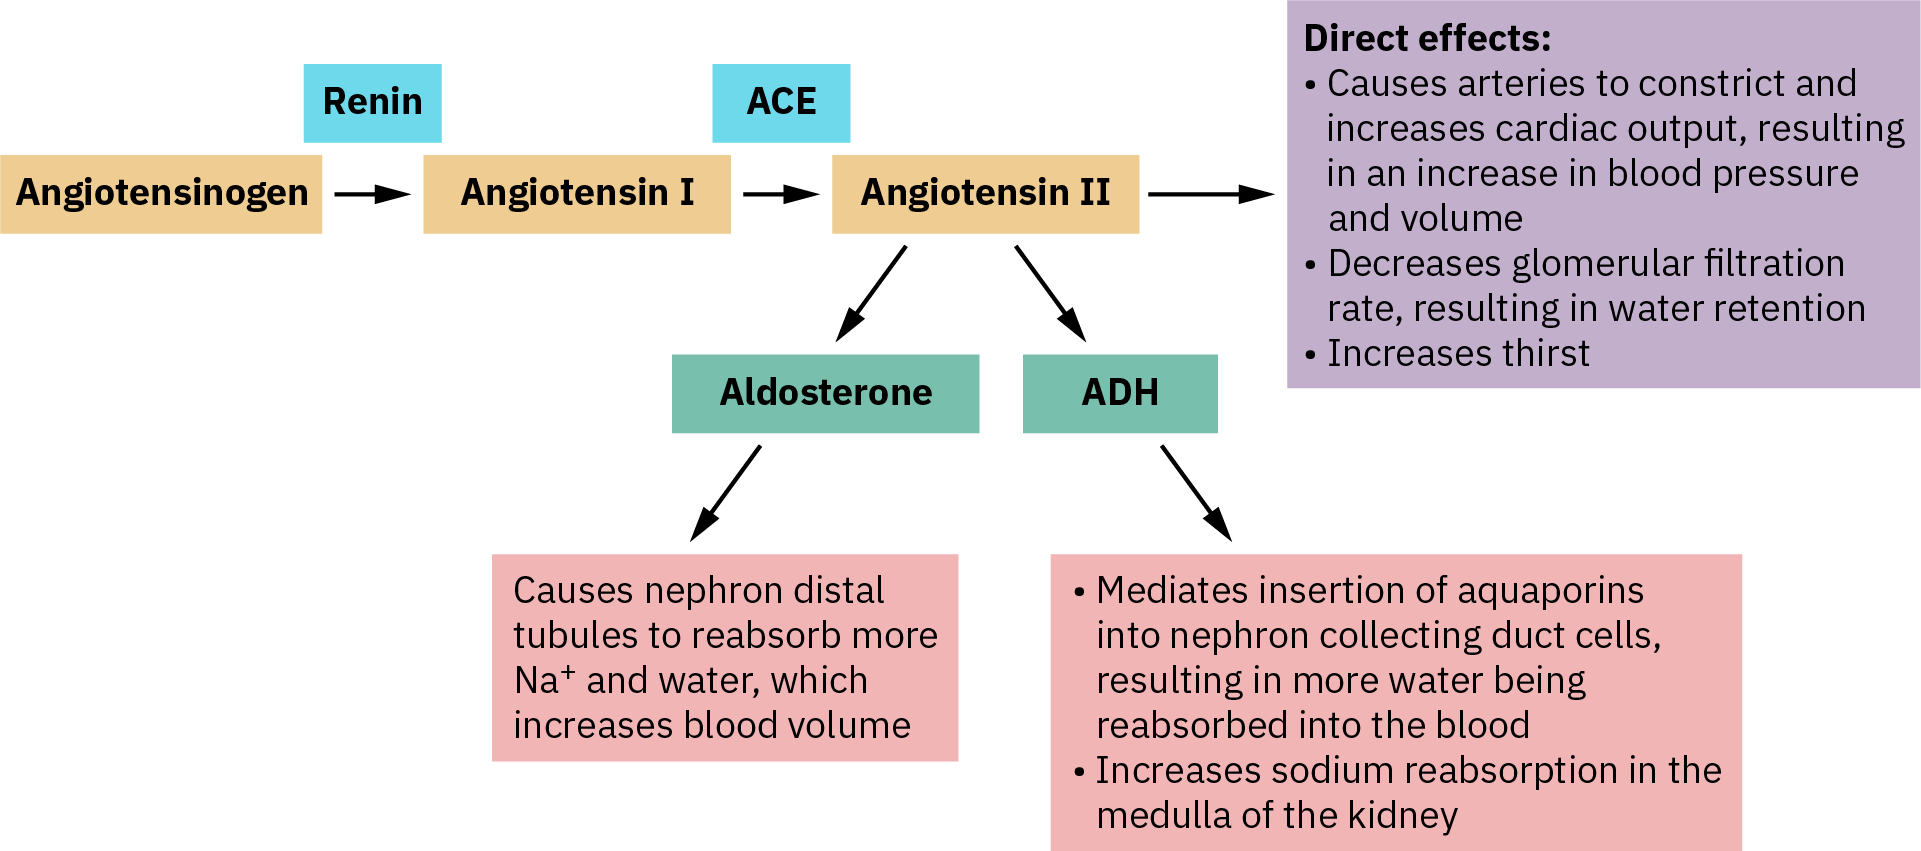 Renin
ACE
Angiotensinogen
Angiotensin I
Angiotensin II
Direct effects:
• Causes arteries to constrict and
increases cardiac output, resulting
in an increase in blood pressure
and volume
• Decreases glomerular filtration
rate, resulting in water retention
• Increases thirst
Aldosterone
ADH
Causes nephron distal
tubules to reabsorb more
Na⁺ and water, which
increases blood volume
• Mediates insertion of aquaporins
into nephron collecting duct cells,
resulting in more water being
reabsorbed into the blood
• Increases sodium reabsorption in the
medulla of the kidney